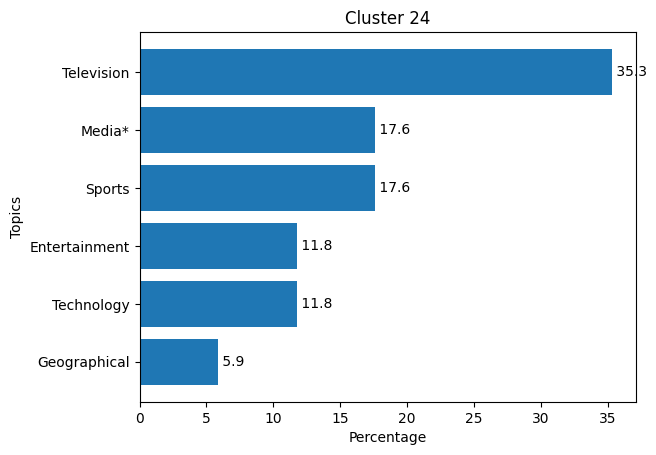 Cluster 24
Television 35.3
Media* 17.6
Sports 17.6
Entertainment 11.8
Technology 11.8
Geographical 5.9
Topics
0 5 10 15 20 25 30 35
Percentage